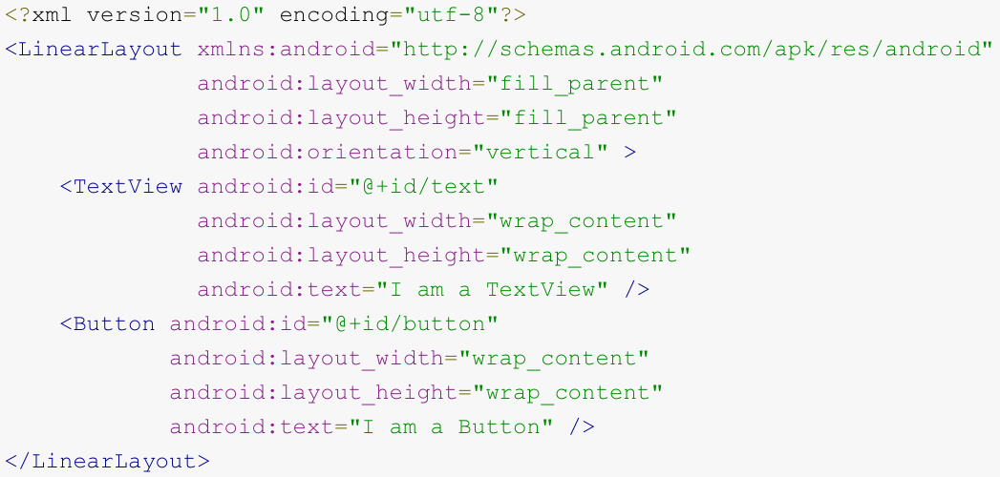 <?xml version="1.0" encoding="utf-8"?>
<LinearLayout xmlns:android="http://schemas.android.com/apk/res/android"
              android:layout_width="fill_parent"
              android:layout_height="fill_parent"
              android:orientation="vertical" >
    <TextView android:id="@+id/text"
              android:layout_width="wrap_content"
              android:layout_height="wrap_content"
              android:text="I am a TextView" />
    <Button android:id="@+id/button"
            android:layout_width="wrap_content"
            android:layout_height="wrap_content"
            android:text="I am a Button" />
</LinearLayout>